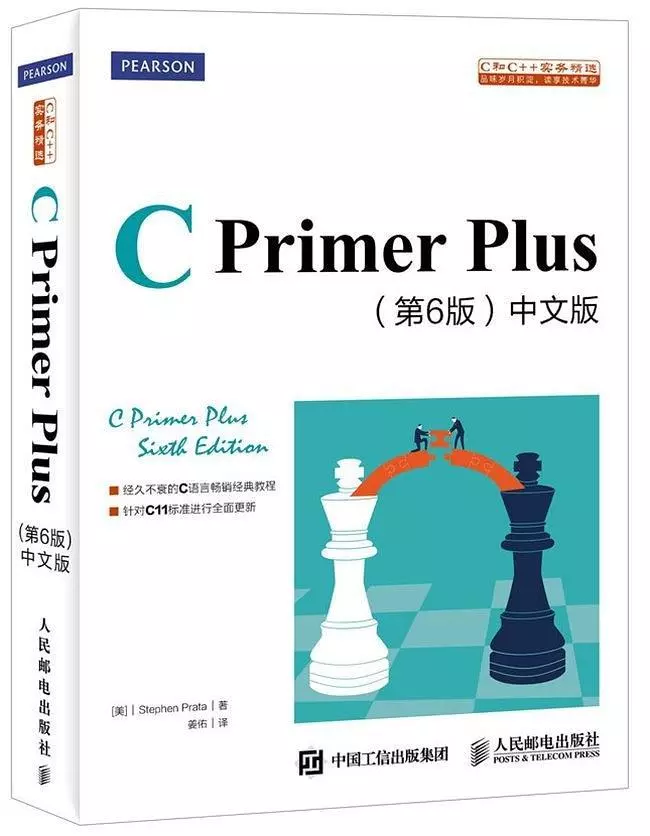 PEARSON
C和C++实务精选
品味岁月积淀，读享技术菁华
C Primer Plus
（第6版）中文版
C Primer Plus
Sixth Edition
■ 经久不衰的C语言畅销经典教程
■ 针对C11标准进行全面更新
[美]｜Stephen Prata｜著
姜佑｜译
中国工信出版集团
人民邮电出版社
POSTS & TELECOM PRESS
PEARSON
C和C++
实务精选
C Primer Plus
（第6版）
中文版
人民邮电出版社